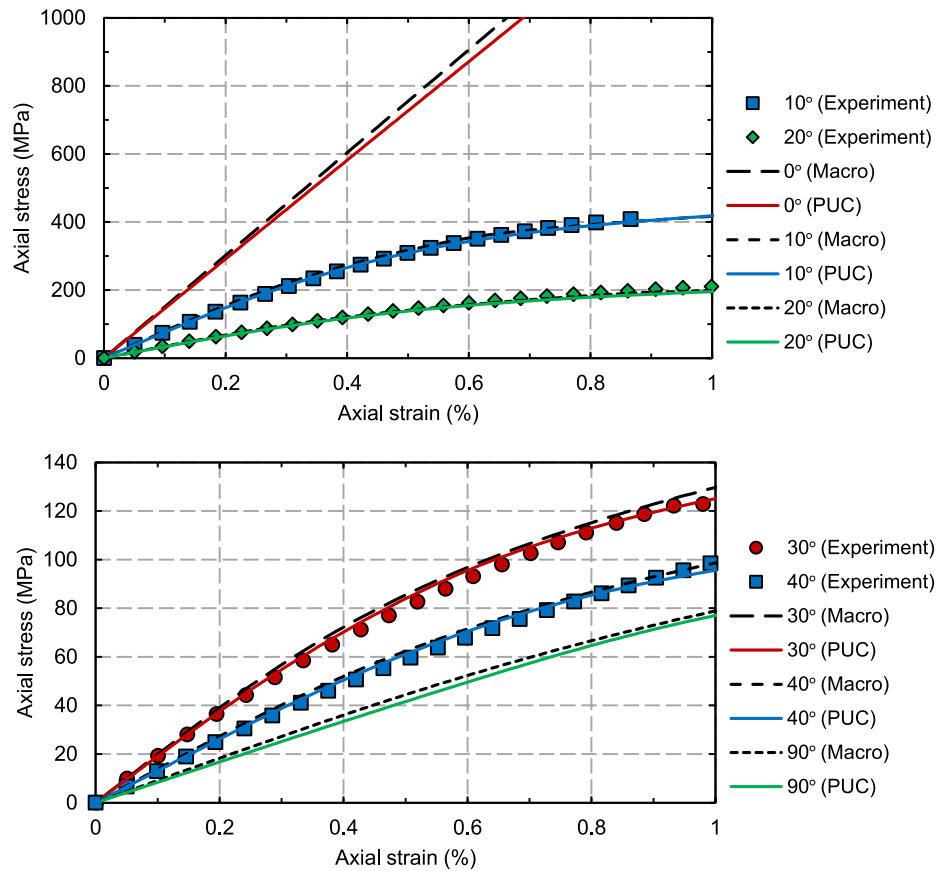 1000
800
600
400
200
0
Axial stress (MPa)
0
0.2
0.4
0.6
0.8
1
Axial strain (%)
10° (Experiment)
20° (Experiment)
0° (Macro)
0° (PUC)
10° (Macro)
10° (PUC)
20° (Macro)
20° (PUC)
140
120
100
80
60
40
20
0
Axial stress (MPa)
0
0.2
0.4
0.6
0.8
1
Axial strain (%)
30° (Experiment)
40° (Experiment)
30° (Macro)
30° (PUC)
40° (Macro)
40° (PUC)
90° (Macro)
90° (PUC)